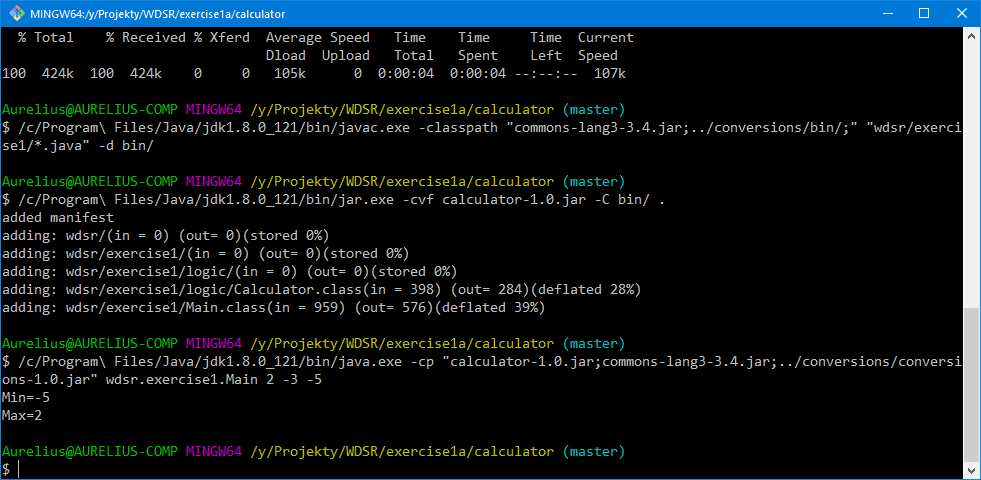 MINGW64:/y/Projekty/WDSR/exercise1a/calculator
% Total % Received % Xferd Average Speed Time Time Time Current
Dload Upload Total Spent Left Speed
100 424k 100 424k 0 0 105k 0 0:00:04 0:00:04 --:--:-- 107k
Aurelius@AURELIUS-COMP MINGW64 /y/Projekty/WDSR/exercise1a/calculator (master)
$ /c/Program\ Files/Java/jdk1.8.0_121/bin/javac.exe -classpath "commons-lang3-3.4.jar;../conversions/bin/;" "wdsr/exerci
se1/*.java" -d bin/
Aurelius@AURELIUS-COMP MINGW64 /y/Projekty/WDSR/exercise1a/calculator (master)
$ /c/Program\ Files/Java/jdk1.8.0_121/bin/jar.exe -cvf calculator-1.0.jar -C bin/ .
added manifest
adding: wdsr/(in = 0) (out= 0)(stored 0%)
adding: wdsr/exercise1/(in = 0) (out= 0)(stored 0%)
adding: wdsr/exercise1/logic/(in = 0) (out= 0)(stored 0%)
adding: wdsr/exercise1/logic/Calculator.class(in = 398) (out= 284)(deflated 28%)
adding: wdsr/exercise1/Main.class(in = 959) (out= 576)(deflated 39%)
Aurelius@AURELIUS-COMP MINGW64 /y/Projekty/WDSR/exercise1a/calculator (master)
$ /c/Program\ Files/Java/jdk1.8.0_121/bin/java.exe -cp "calculator-1.0.jar;commons-lang3-3.4.jar;../conversions/conversi
ons-1.0.jar" wdsr.exercise1.Main 2 -3 -5
Min=-5
Max=2
Aurelius@AURELIUS-COMP MINGW64 /y/Projekty/WDSR/exercise1a/calculator (master)
$